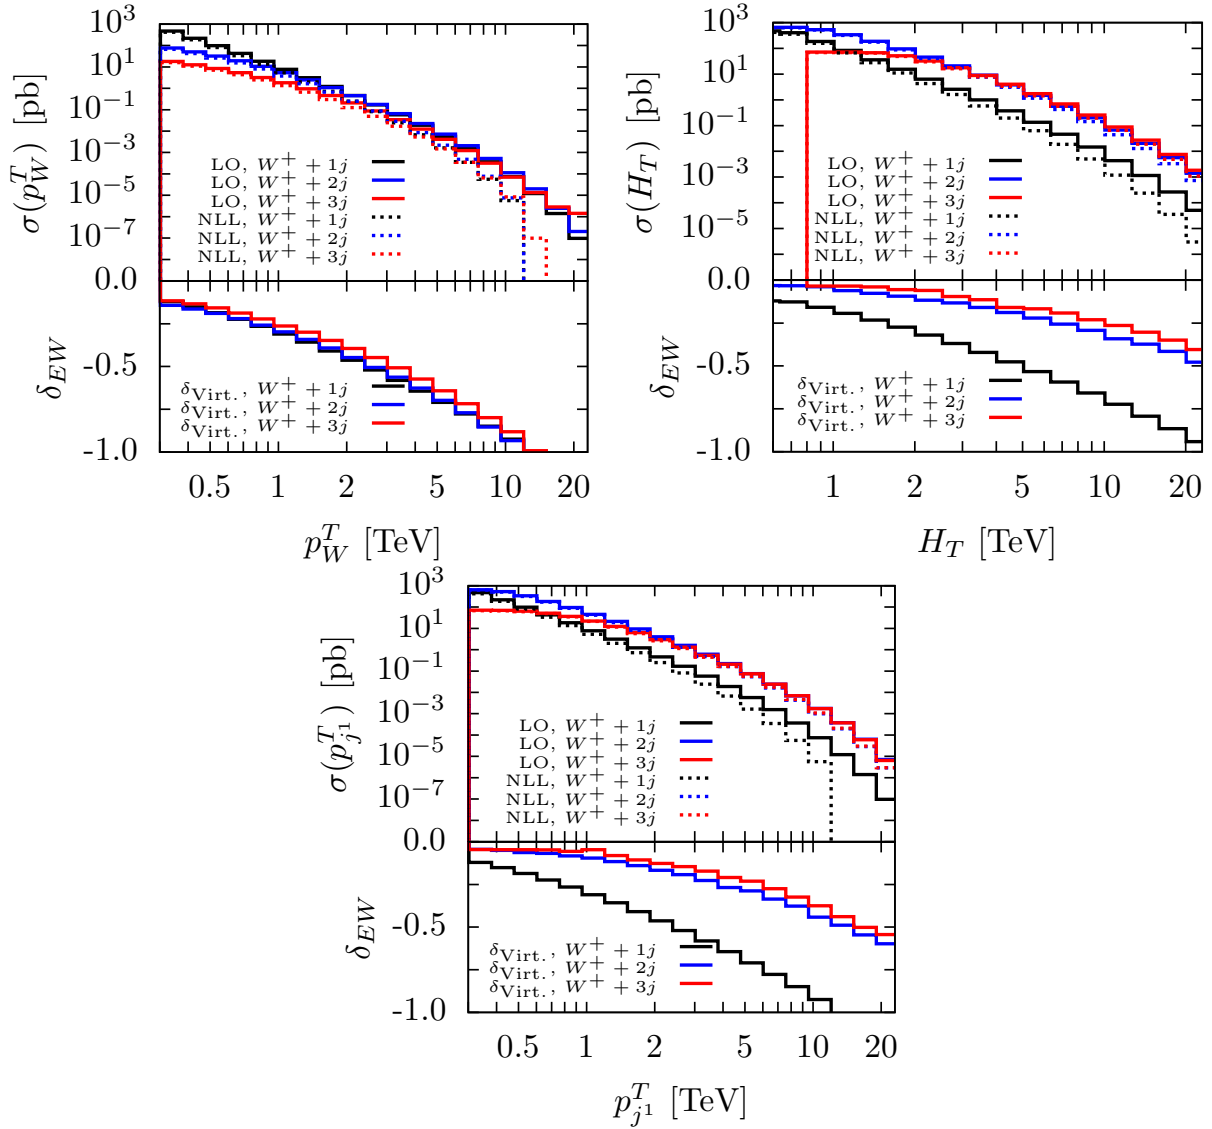 10^3
10^1
10^-1
10^-3
10^-5
10^-7
0.0
-0.5
-1.0
σ(p_W^T) [pb]
δ_EW
LO, W^+ + 1j
LO, W^+ + 2j
LO, W^+ + 3j
NLL, W^+ + 1j
NLL, W^+ + 2j
NLL, W^+ + 3j
δ_Virt., W^+ + 1j
δ_Virt., W^+ + 2j
δ_Virt., W^+ + 3j
0.5 1 2 5 10 20
p_W^T [TeV]
10^3
10^1
10^-1
10^-3
10^-5
0.0
-0.5
-1.0
σ(H_T) [pb]
δ_EW
LO, W^+ + 1j
LO, W^+ + 2j
LO, W^+ + 3j
NLL, W^+ + 1j
NLL, W^+ + 2j
NLL, W^+ + 3j
δ_Virt., W^+ + 1j
δ_Virt., W^+ + 2j
δ_Virt., W^+ + 3j
1 2 5 10 20
H_T [TeV]
10^3
10^1
10^-1
10^-3
10^-5
10^-7
0.0
-0.5
-1.0
σ(p_{j^1}^T) [pb]
δ_EW
LO, W^+ + 1j
LO, W^+ + 2j
LO, W^+ + 3j
NLL, W^+ + 1j
NLL, W^+ + 2j
NLL, W^+ + 3j
δ_Virt., W^+ + 1j
δ_Virt., W^+ + 2j
δ_Virt., W^+ + 3j
0.5 1 2 5 10 20
p_{j^1}^T [TeV]